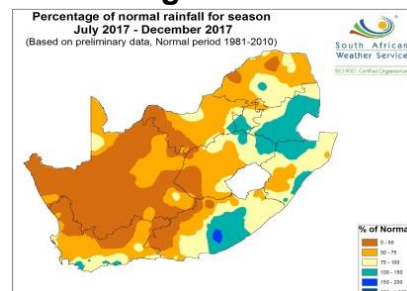 Percentage of normal rainfall for season
July 2017 - December 2017
(Based on preliminary data, Normal period 1981-2010)
South African
Weather Service
% of Norma
0 - 50
50 - 75
75 - 100
100 - 150
150 - 200